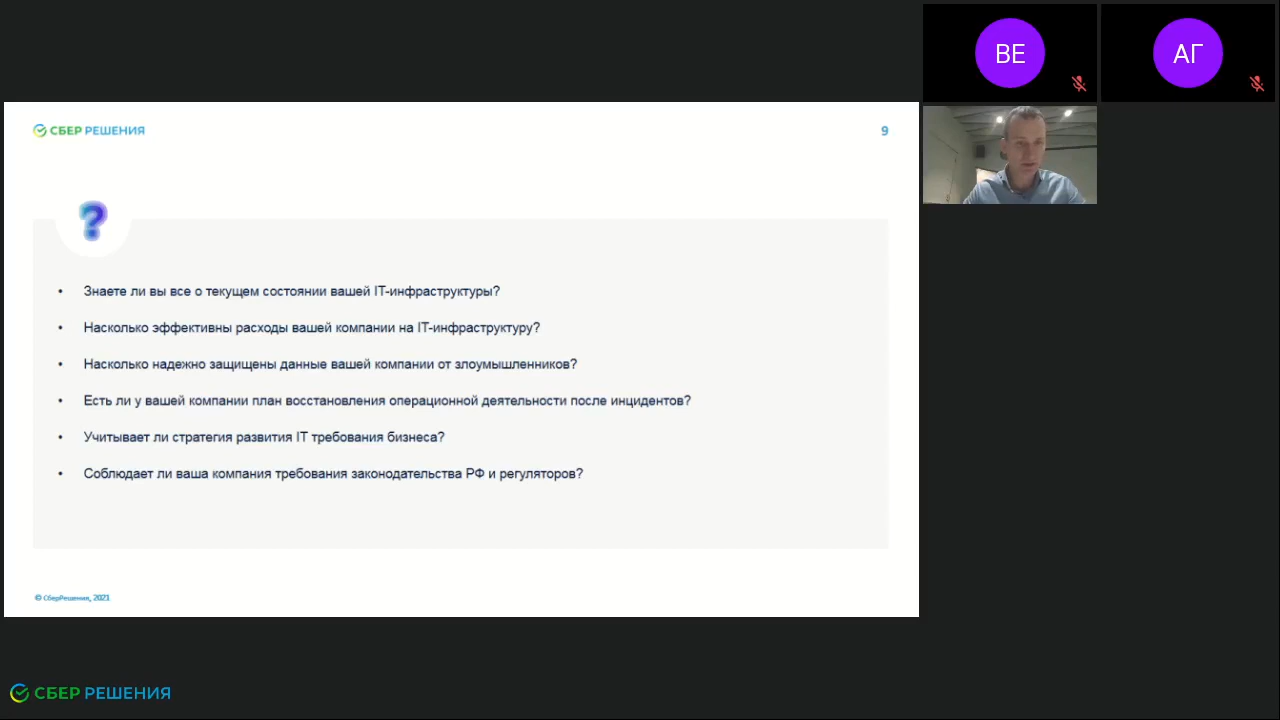 ВЕ
АГ
СБЕР РЕШЕНИЯ
9
?
• Знаете ли вы все о текущем состоянии вашей IT-инфраструктуры?
• Насколько эффективны расходы вашей компании на IT-инфраструктуру?
• Насколько надежно защищены данные вашей компании от злоумышленников?
• Есть ли у вашей компании план восстановления операционной деятельности после инцидентов?
• Учитывает ли стратегия развития IT требования бизнеса?
• Соблюдает ли ваша компания требования законодательства РФ и регуляторов?
© СберРешения, 2021
СБЕР РЕШЕНИЯ